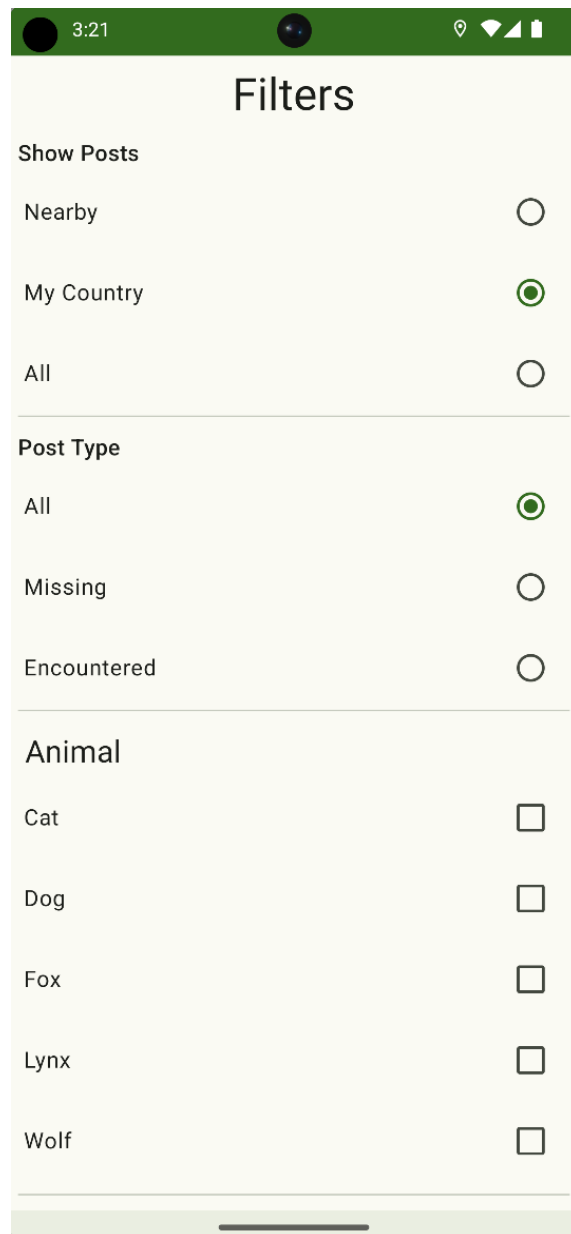 3:21
Filters
Show Posts
Nearby
My Country
All
Post Type
All
Missing
Encountered
Animal
Cat
Dog
Fox
Lynx
Wolf